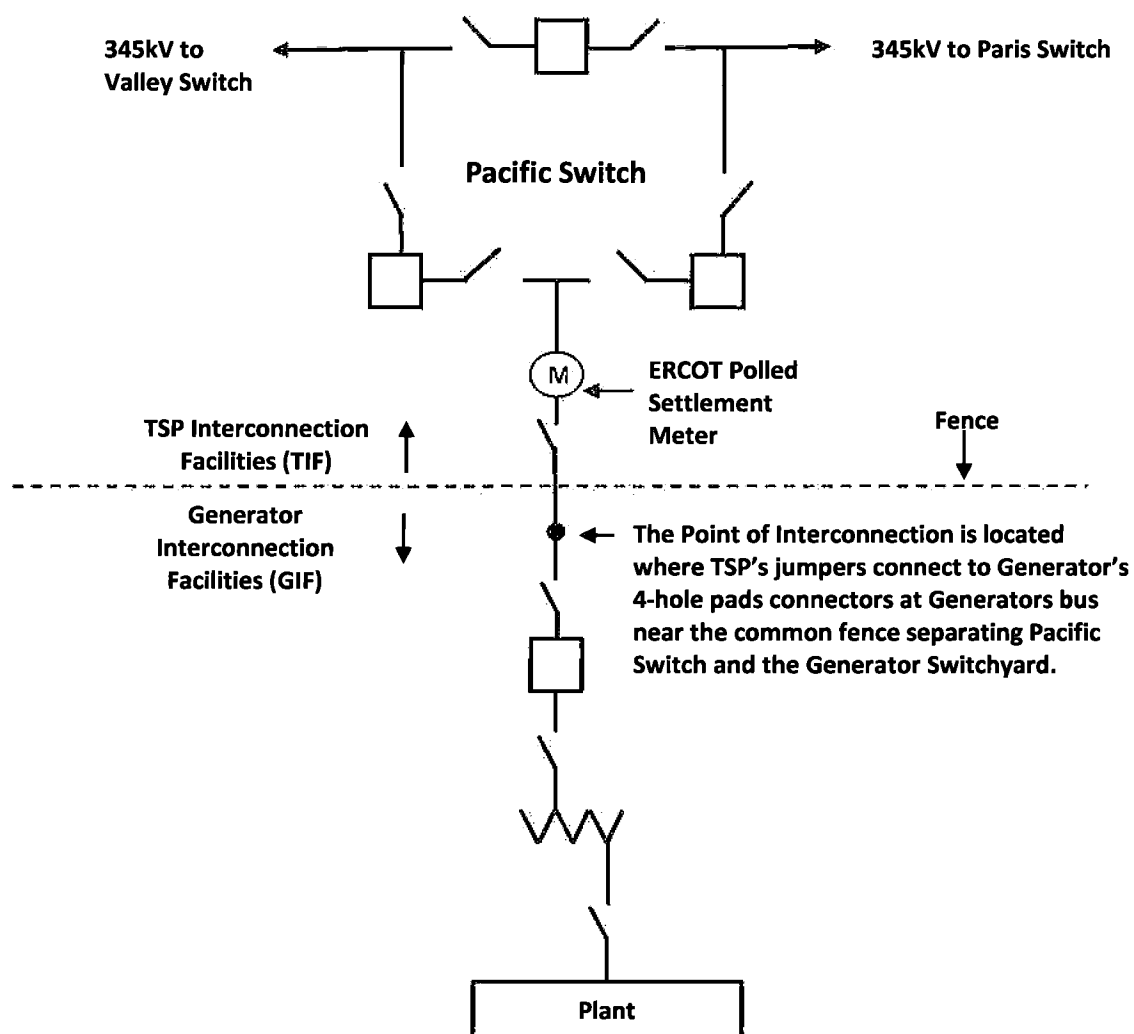 345kV to
Valley Switch
345kV to Paris Switch
Pacific Switch
M
ERCOT Polled
Settlement
Meter
TSP Interconnection
Facilities (TIF)
Fence
Generator
Interconnection
Facilities (GIF)
The Point of Interconnection is located
where TSP's jumpers connect to Generator's
4-hole pads connectors at Generators bus
near the common fence separating Pacific
Switch and the Generator Switchyard.
Plant